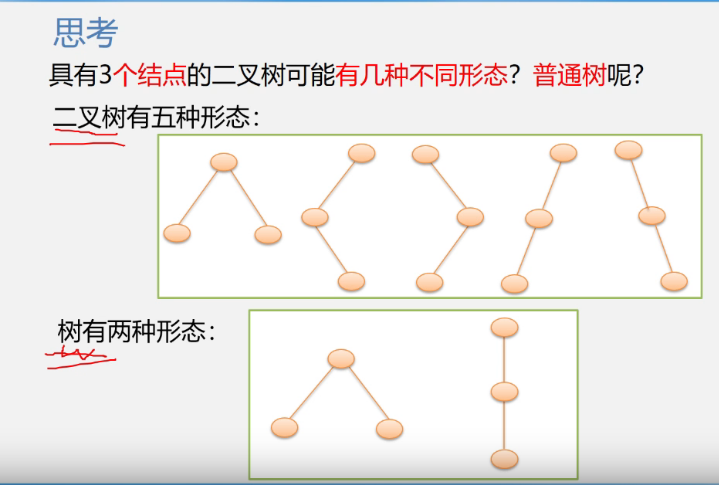 思考
具有3个结点的二叉树可能有几种不同形态？普通树呢？
二叉树有五种形态：
树有两种形态：